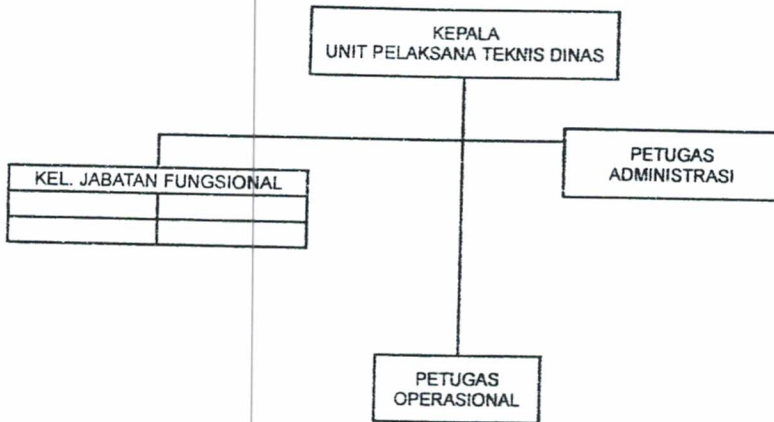 KEPALA
UNIT PELAKSANA TEKNIS DINAS
PETUGAS
ADMINISTRASI
KEL. JABATAN FUNGSIONAL
PETUGAS
OPERASIONAL